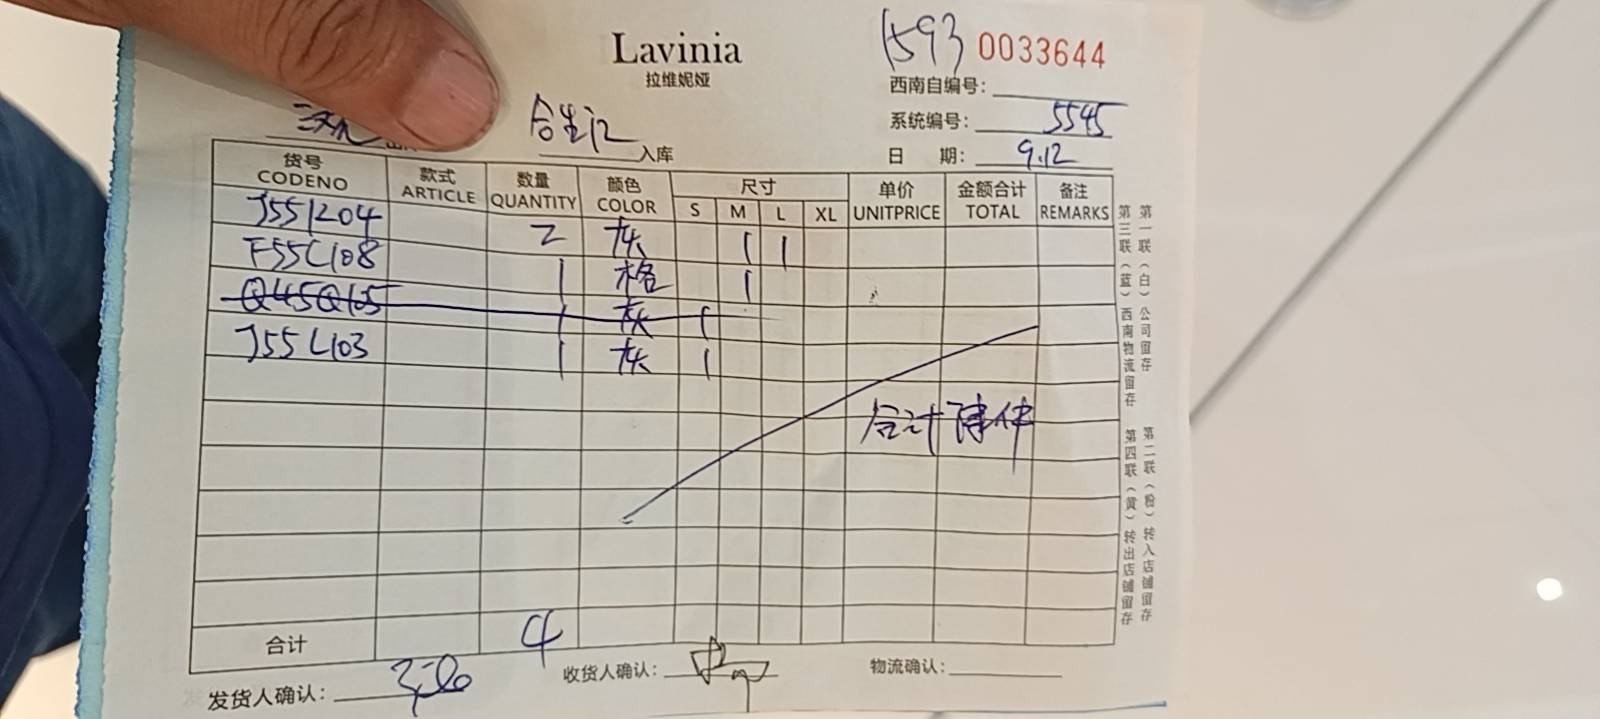 Lavinia
拉维妮娅
1593 0033644
西南自编号:
系统编号: 5545
日 期: 9.12
入库
货号 款式 数量 颜色 尺寸 单价 金额合计 备注
CODENO ARTICLE QUANTITY COLOR S M L XL UNITPRICE TOTAL REMARKS
J551204 2 灰 1 1
F55L108 1 格 1
Q45Q105 1 灰 1
J55L103 1 灰 1
合计
合计 4
发货人确认:
收货人确认:
物流确认:
第一联(白)公司留存
第二联(粉)转入店铺留存
第三联(蓝)西南物流留存
第四联(黄)转出店铺留存